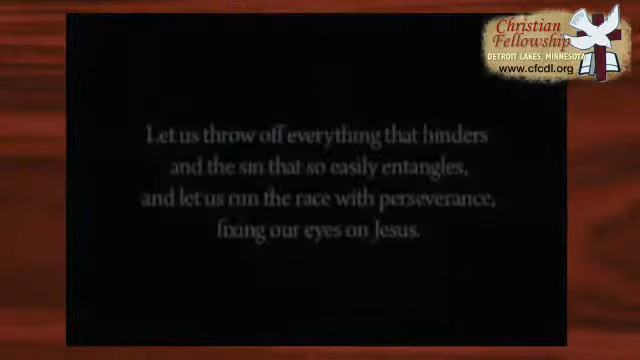 Christian
Fellowship
DETROIT LAKES, MINNESOTA
www.cfcdl.org
Let us throw off everything that hinders
and the sin that so easily entangles,
and let us run the race with perseverance,
fixing our eyes on Jesus.